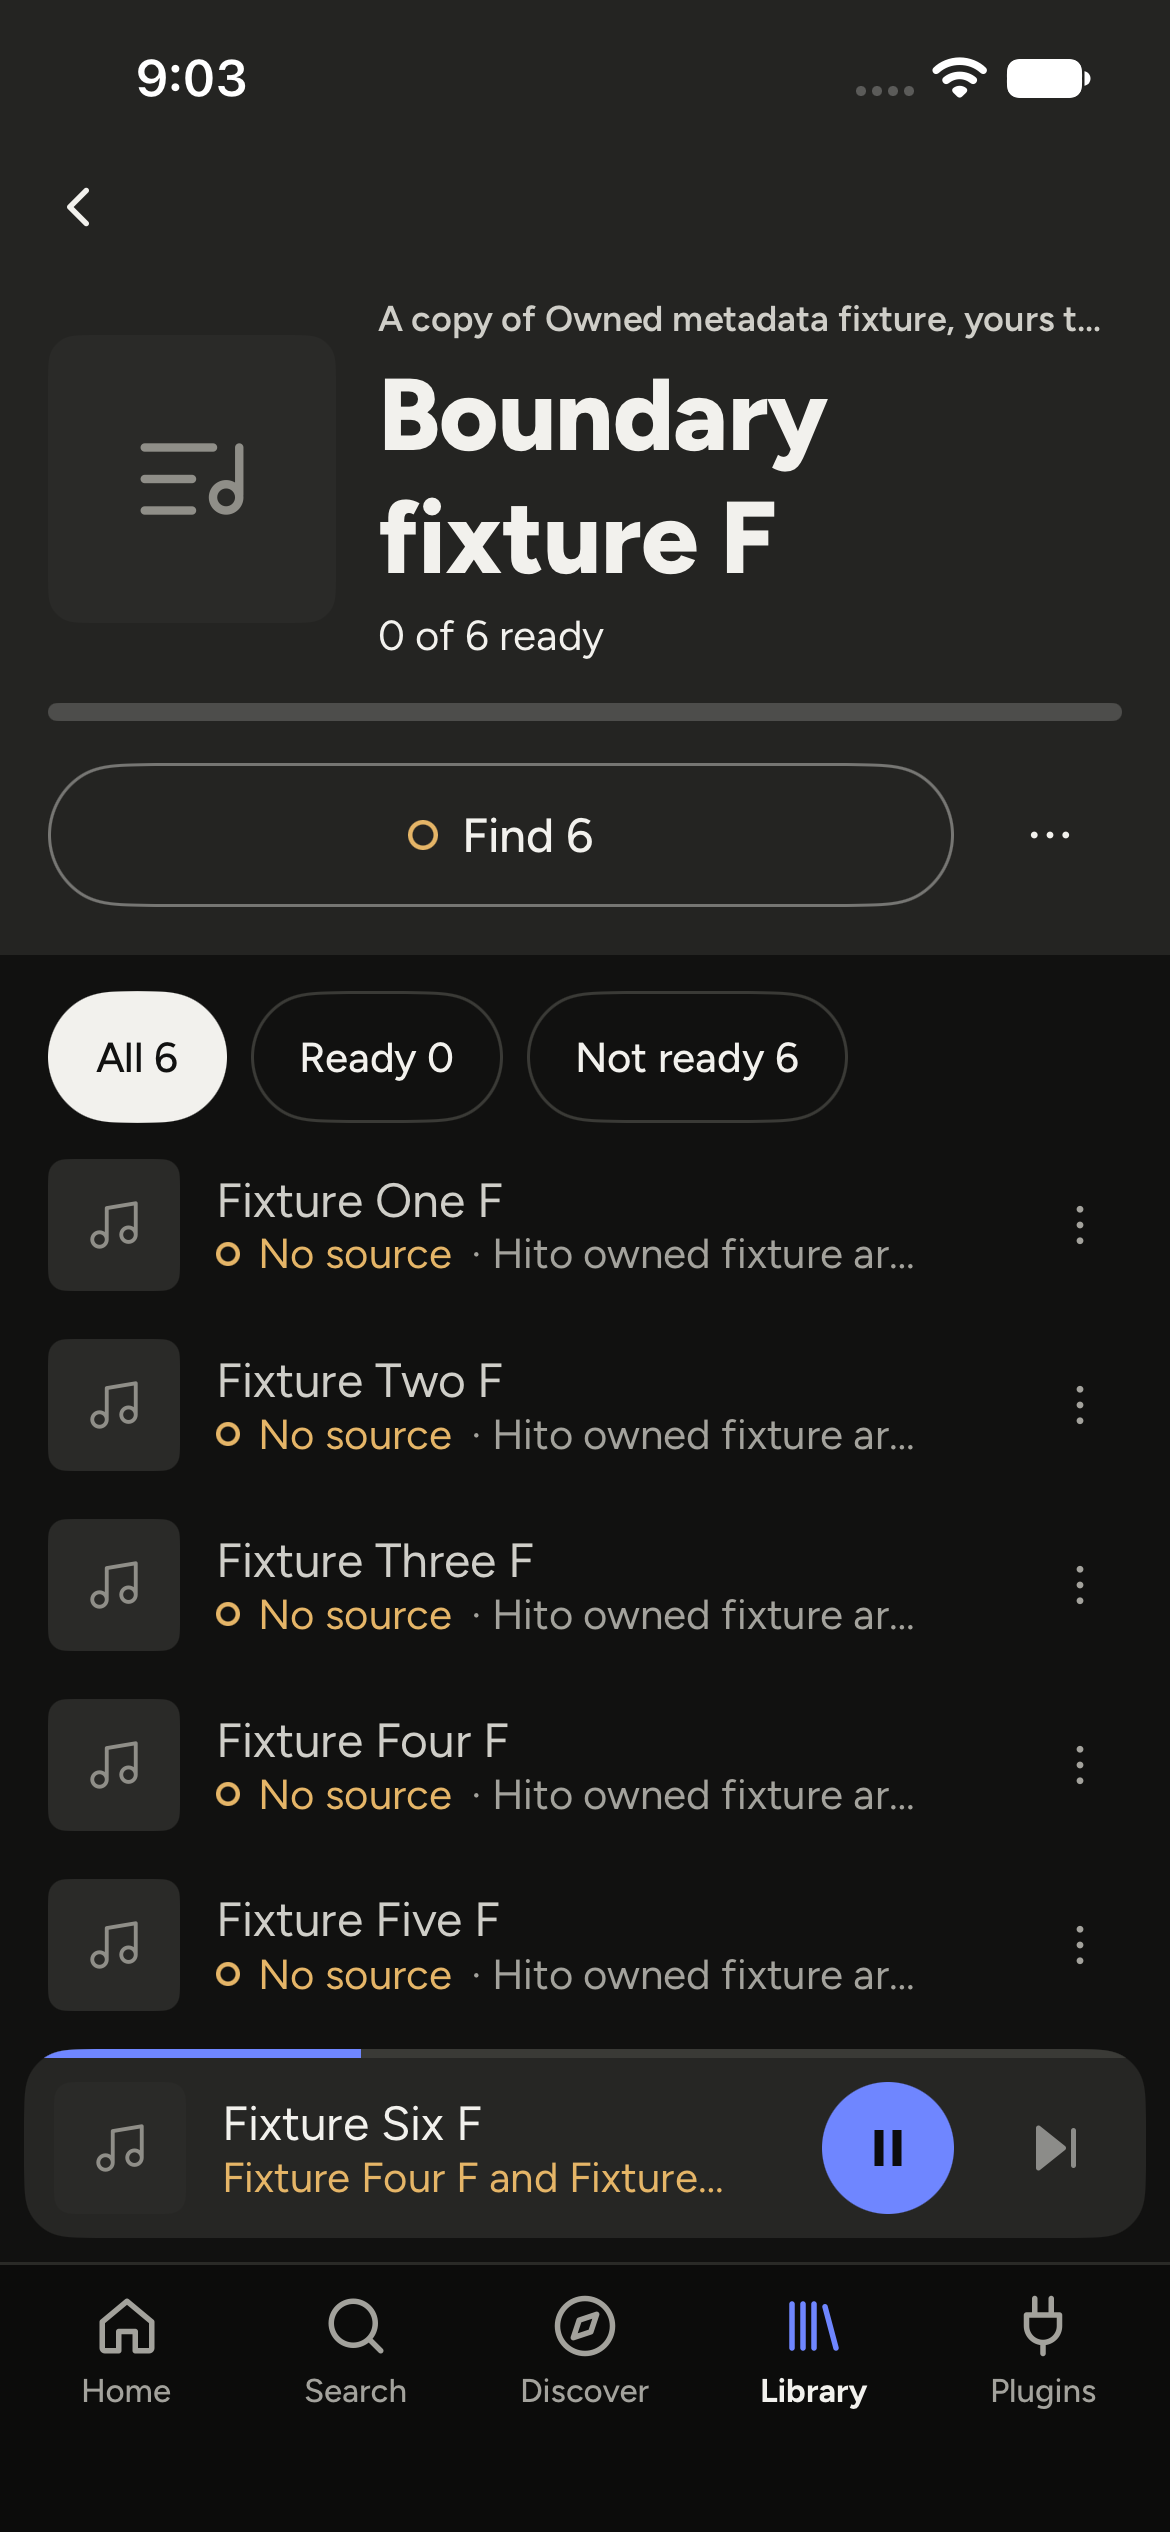 9:03
A copy of Owned metadata fixture, yours t...
Boundary
fixture F
0 of 6 ready
Find 6
All 6
Ready 0
Not ready 6
Fixture One F
No source · Hito owned fixture ar...
Fixture Two F
No source · Hito owned fixture ar...
Fixture Three F
No source · Hito owned fixture ar...
Fixture Four F
No source · Hito owned fixture ar...
Fixture Five F
No source · Hito owned fixture ar...
Fixture Six F
Fixture Four F and Fixture...
Home
Search
Discover
Library
Plugins